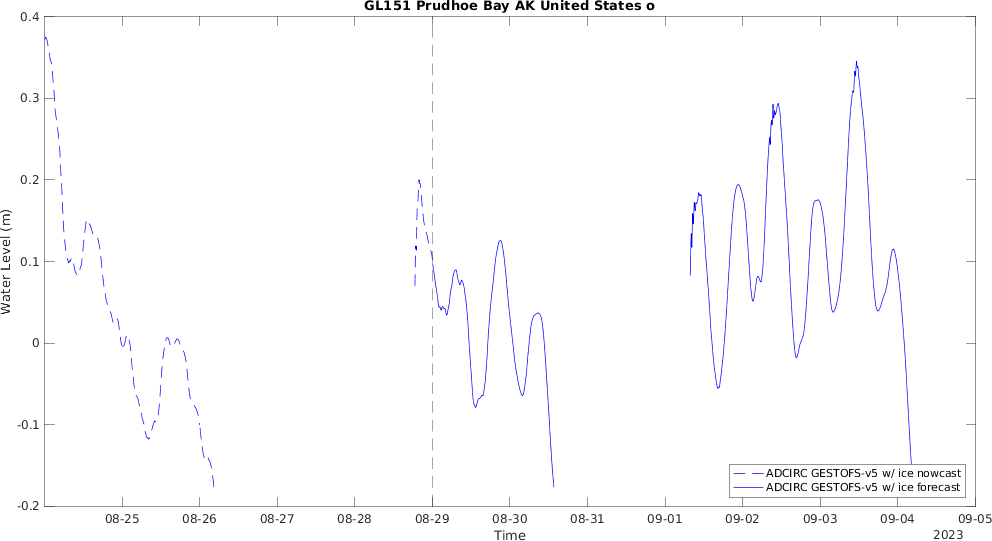 GL151 Prudhoe Bay AK United States o
0.4
0.3
0.2
0.1
0
-0.1
-0.2
Water Level (m)
08-25 08-26 08-27 08-28 08-29 08-30 08-31 09-01 09-02 09-03 09-04 09-05
Time
2023
ADCIRC GESTOFS-v5 w/ ice nowcast
ADCIRC GESTOFS-v5 w/ ice forecast